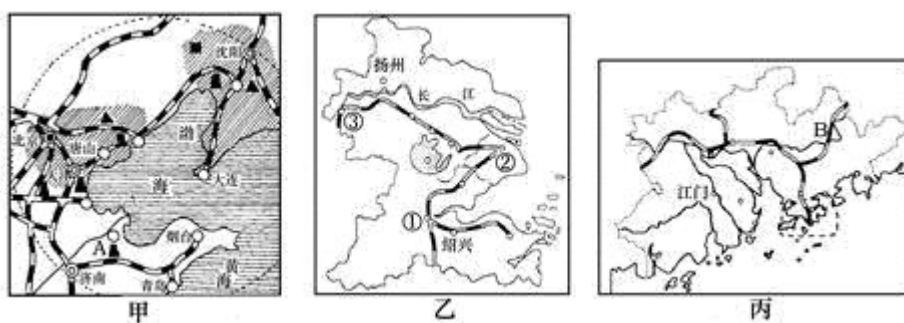 沈阳
北京
唐山
渤
海
大连
A
烟台
济南
青岛
黄
海
甲
扬州
长 江
③
②
①
绍兴
乙
B
江门
丙